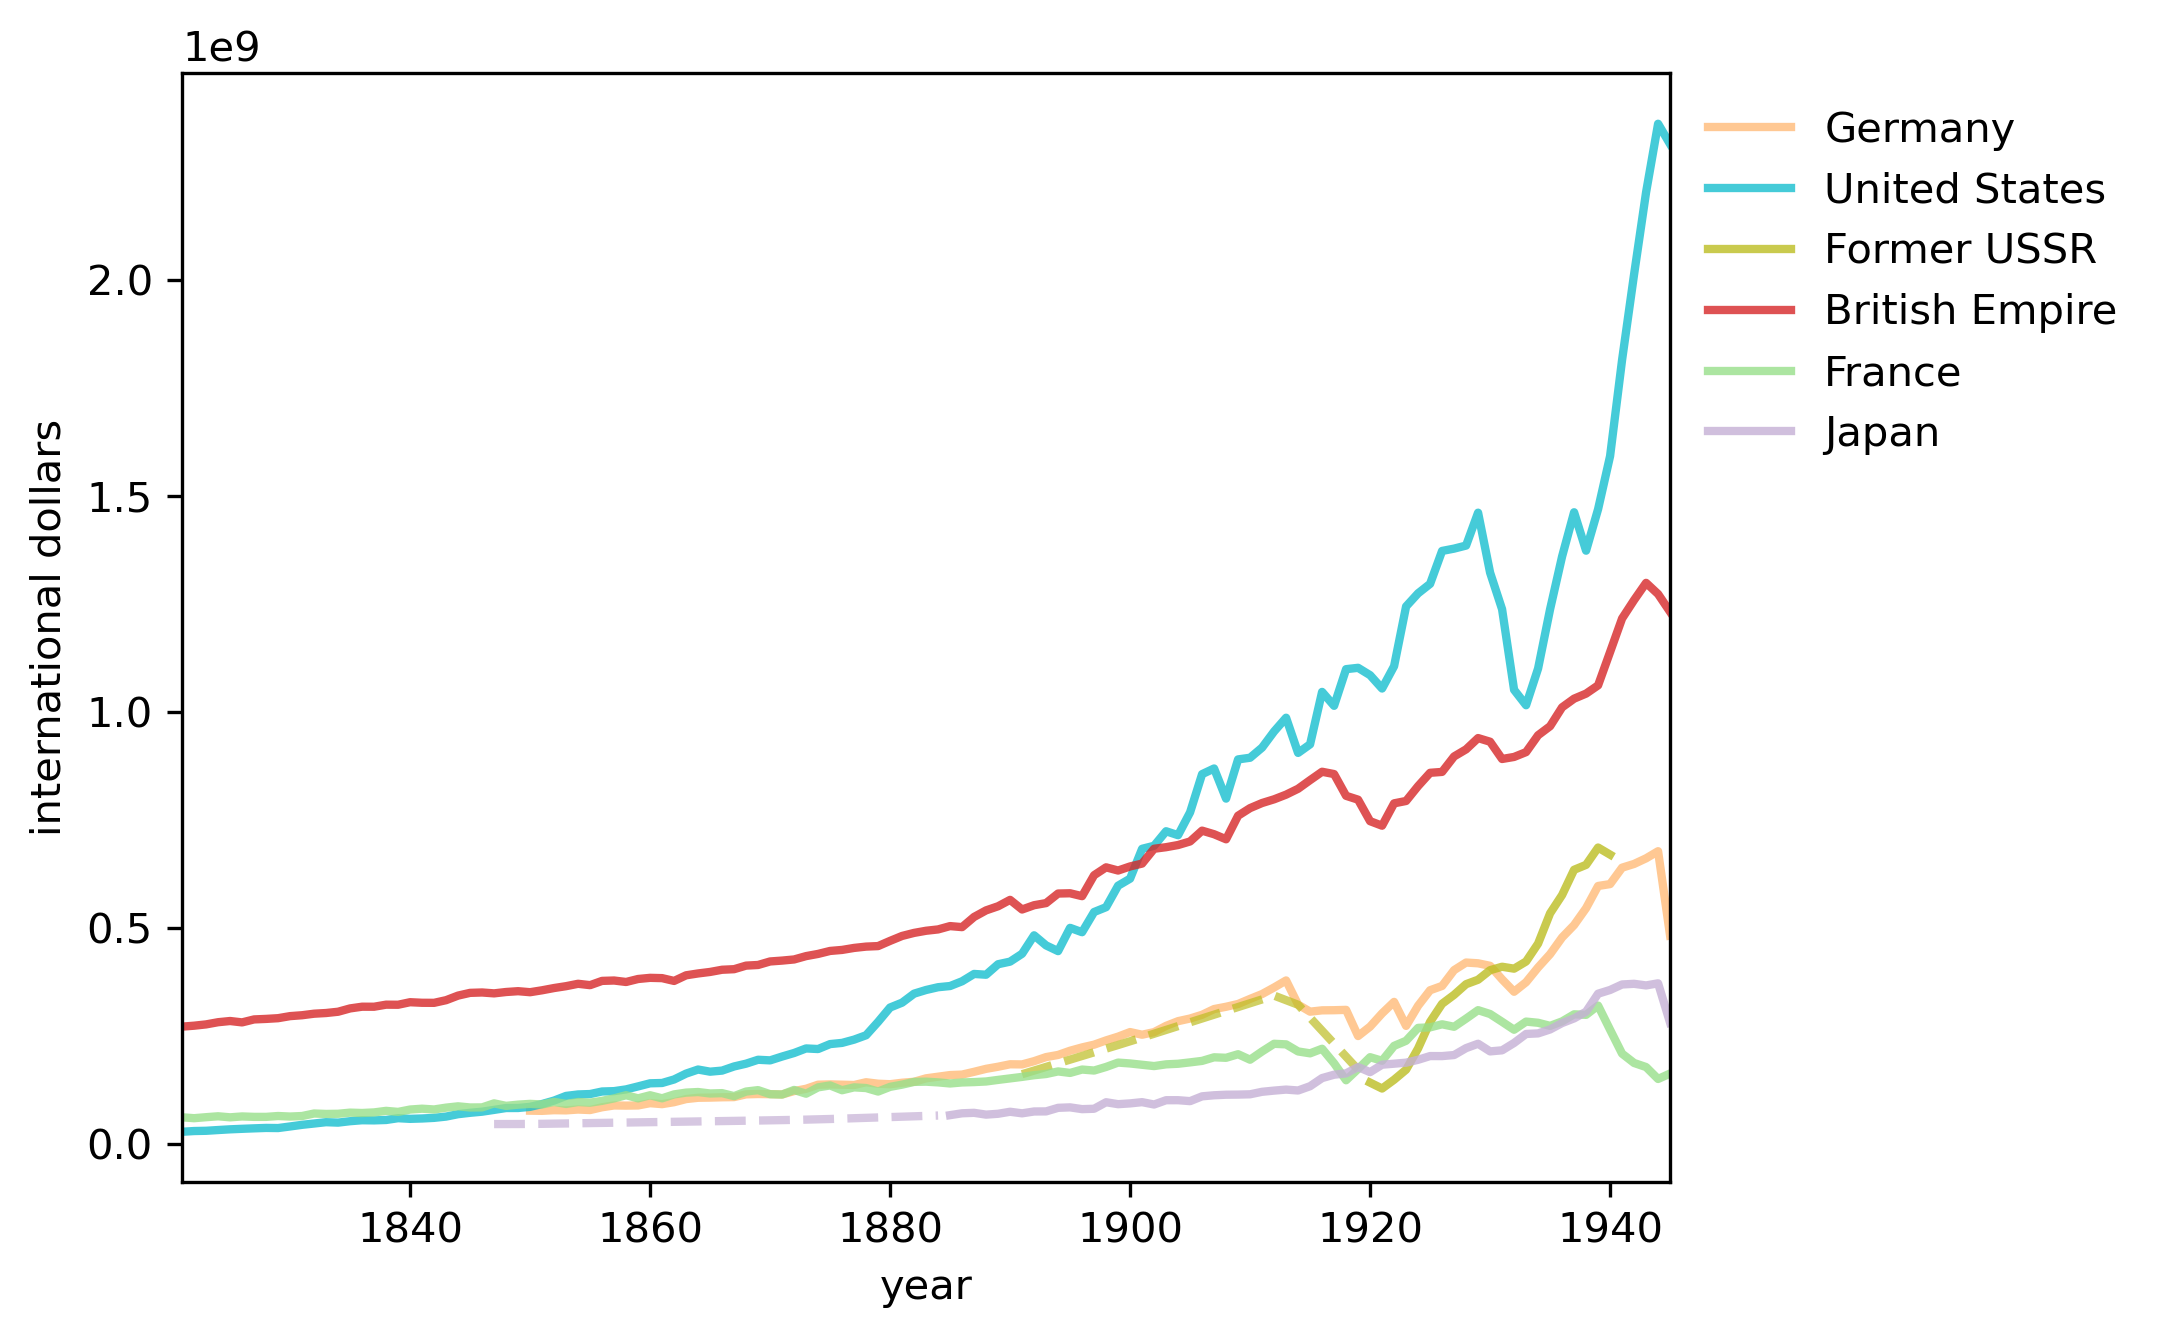 1e9
2.0
1.5
1.0
0.5
0.0
international dollars
1840 1860 1880 1900 1920 1940
year
Germany
United States
Former USSR
British Empire
France
Japan